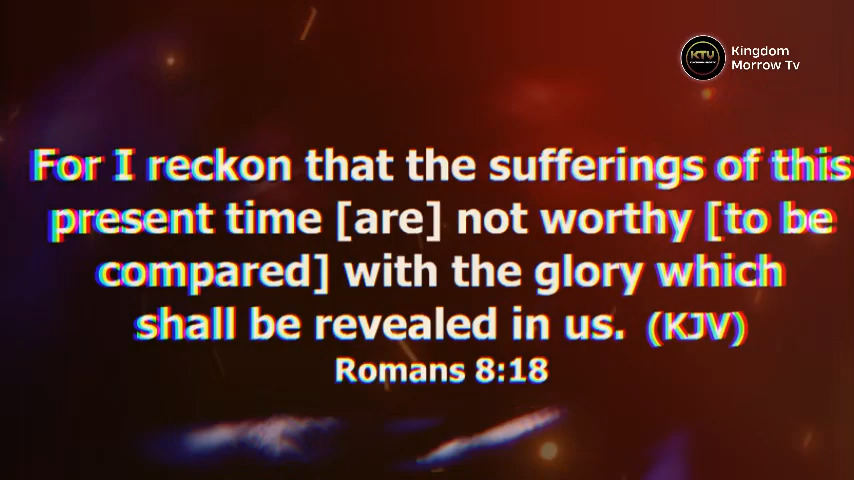 KTV
Kingdom
Morrow Tv
For I reckon that the sufferings of this
present time [are] not worthy [to be
compared] with the glory which
shall be revealed in us. (KJV)
Romans 8:18